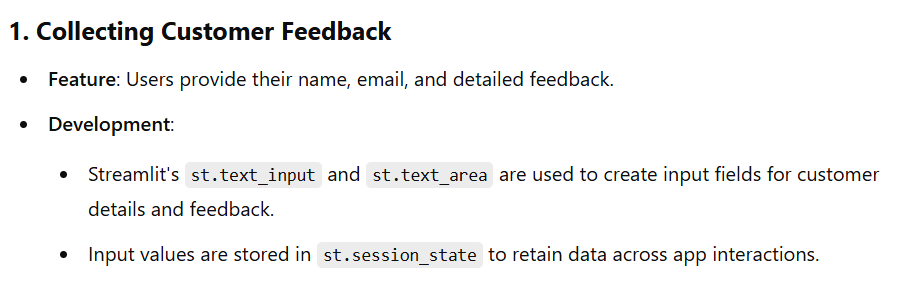 1. Collecting Customer Feedback
• Feature: Users provide their name, email, and detailed feedback.
• Development:
• Streamlit's st.text_input and st.text_area are used to create input fields for customer
details and feedback.
• Input values are stored in st.session_state to retain data across app interactions.